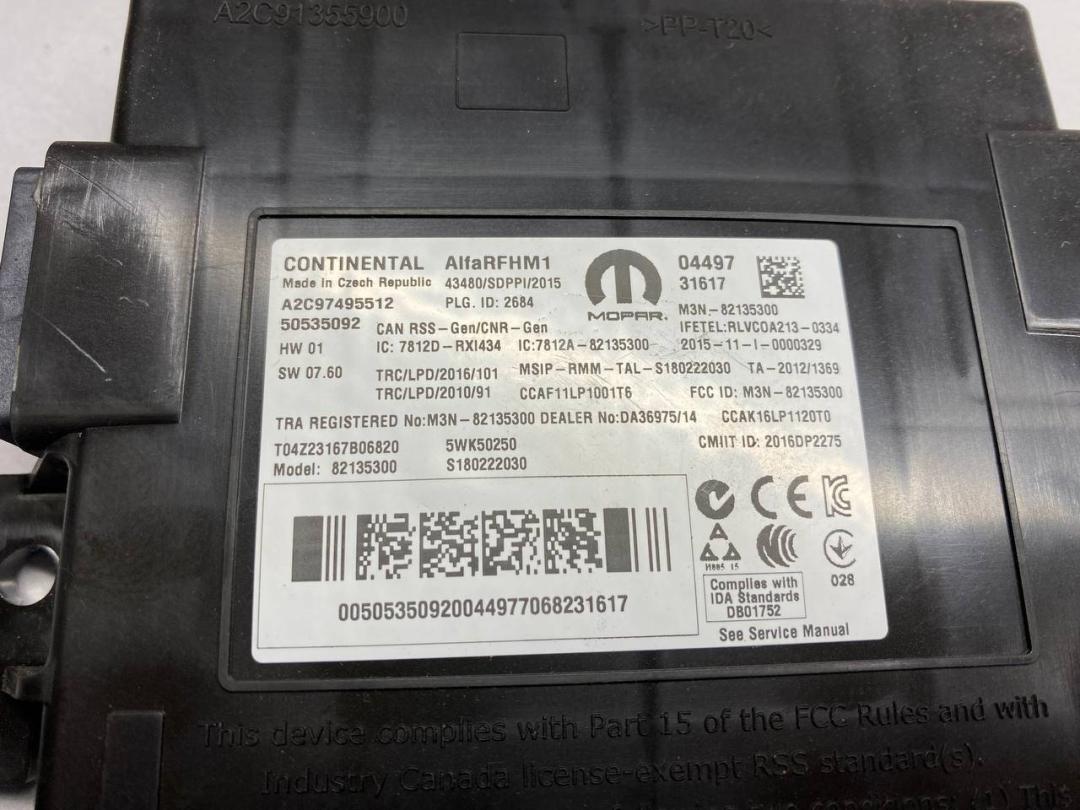 A2C91355900
>PP-T20<
CONTINENTAL AlfaRFHM1
Made in Czech Republic 43480/SDPPI/2015
A2C97495512 PLG. ID: 2684
MOPAR.
04497
31617
M3N-82135300
50535092 CAN RSS-Gen/CNR-Gen IFETEL:RLVCOA213-0334
HW 01 IC: 7812D-RXI434 IC:7812A-82135300 2015-11-I-0000329
SW 07.60 TRC/LPD/2016/101 MSIP-RMM-TAL-S180222030 TA-2012/1369
TRC/LPD/2010/91 CCAF11LP1001T6 FCC ID: M3N-82135300
TRA REGISTERED No:M3N-82135300 DEALER No:DA36975/14 CCAK16LP1120T0
T04Z23167B06820 5WK50250 CMIIT ID: 2016DP2275
Model: 82135300 S180222030
CE
028
Complies with
IDA Standards
DB01752
See Service Manual
00505350920044977068231617
This device complies with Part 15 of the FCC Rules and with
Industry Canada license-exempt RSS standard(s).
(1) This